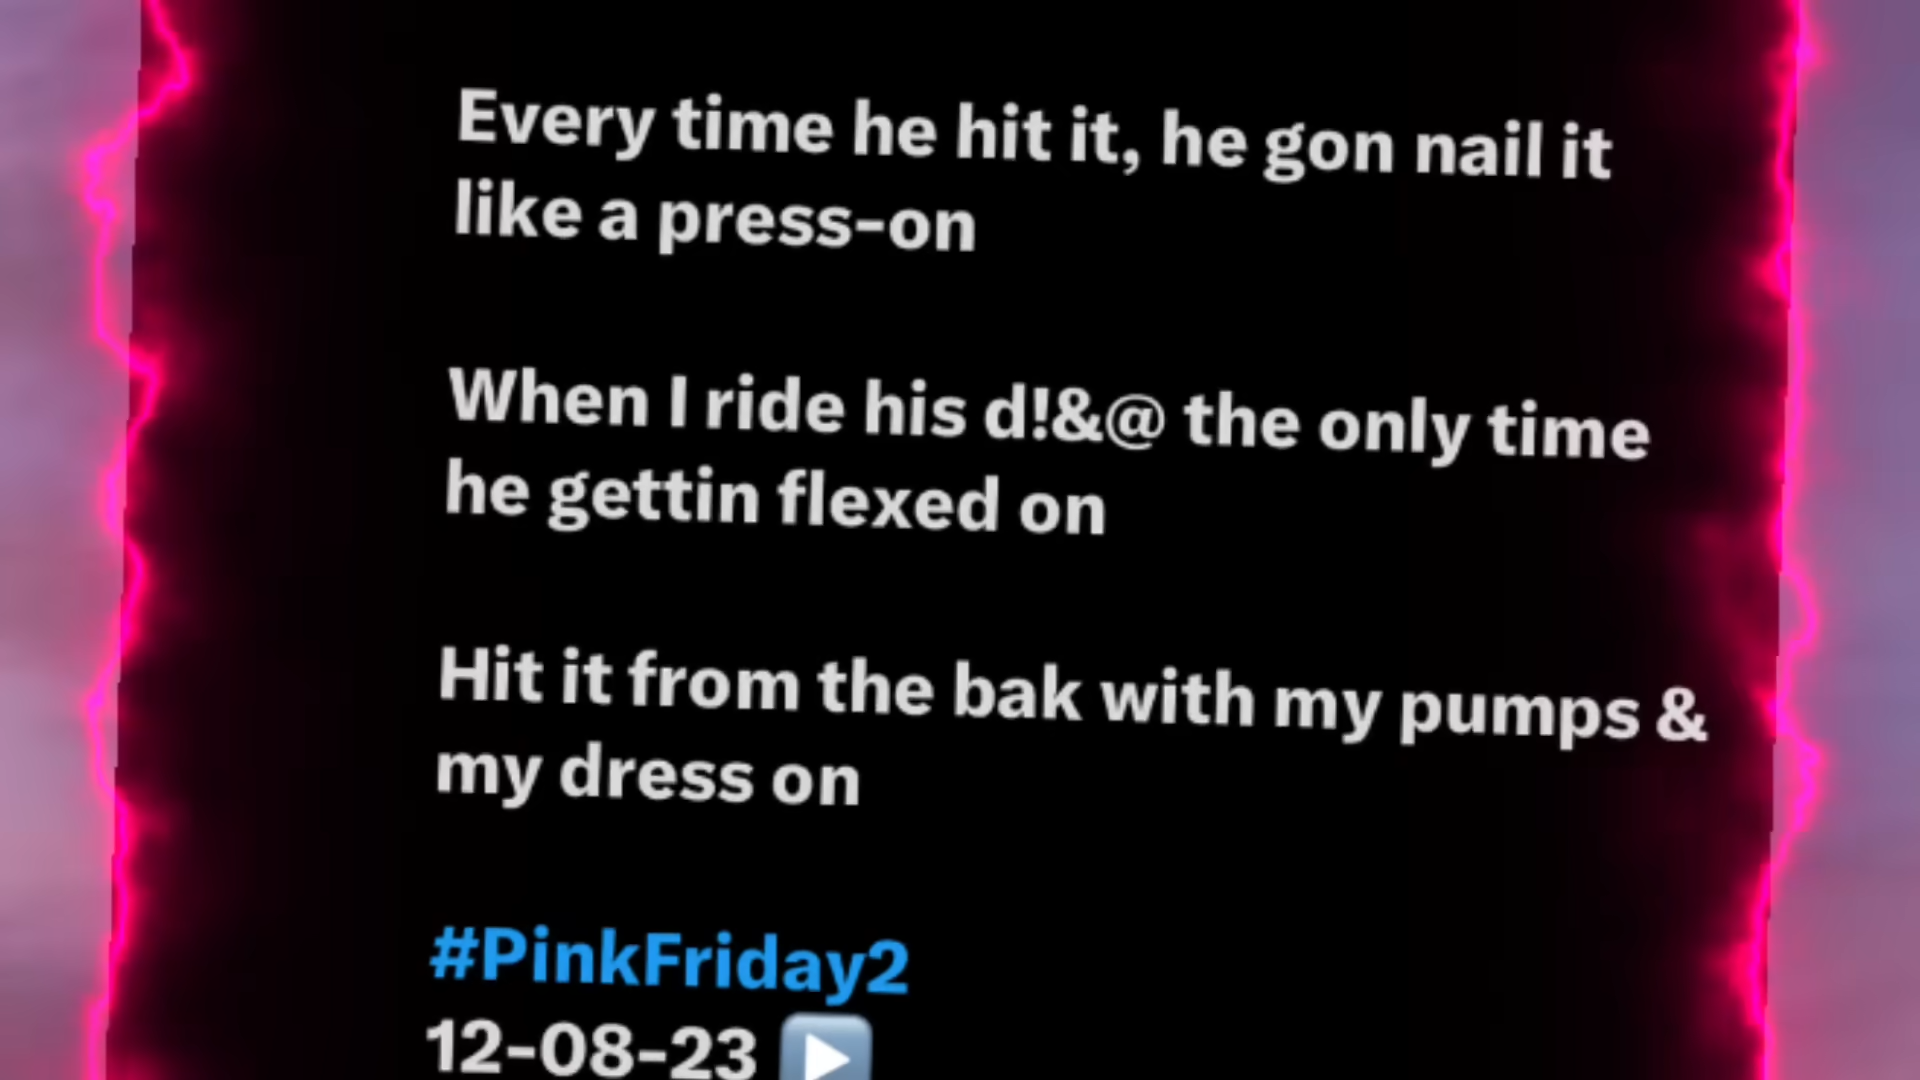 Every time he hit it, he gon nail it
like a press-on
When I ride his d!&@ the only time
he gettin flexed on
Hit it from the bak with my pumps &
my dress on
#PinkFriday2
12-08-23 ▶️